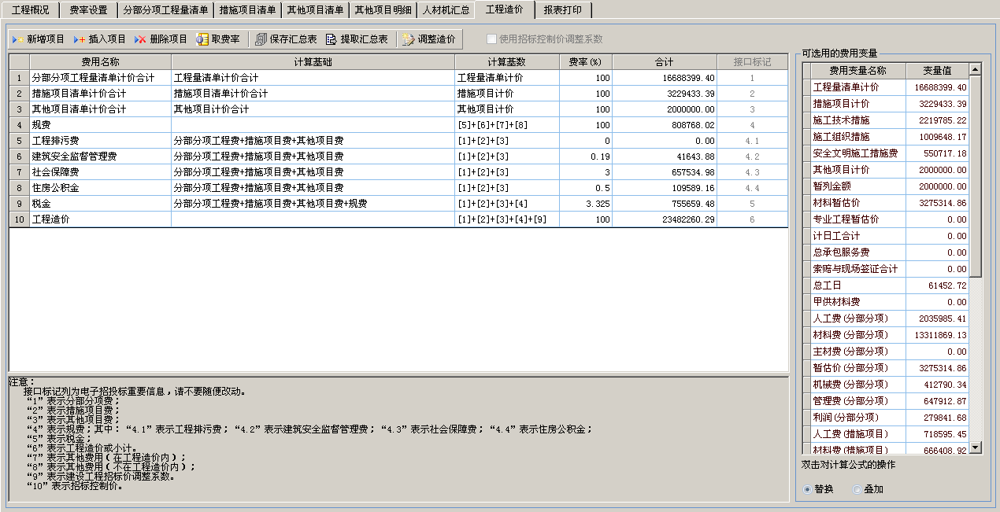 工程概况 费率设置 分部分项工程量清单 措施项目清单 其他项目清单 其他项目明细 人材机汇总 工程造价 报表打印
新增项目 插入项目 删除项目 取费率 保存汇总表 提取汇总表 调整造价 使用招标控制价调整系数
费用名称 计算基础 计算基数 费率(%) 合计 接口标记
1 分部分项工程量清单计价合计 工程量清单计价合计 工程量清单计价 100 16688399.40 1
2 措施项目清单计价合计 措施项目清单计价合计 措施项目计价 100 3229433.39 2
3 其他项目清单计价合计 其他项目计价合计 其他项目计价 100 2000000.00 3
4 规费 [5]+[6]+[7]+[8] 100 808768.02 4
5 工程排污费 分部分项工程费+措施项目费+其他项目费 [1]+[2]+[3] 0 0.00 4.1
6 建筑安全监督管理费 分部分项工程费+措施项目费+其他项目费 [1]+[2]+[3] 0.19 41643.88 4.2
7 社会保障费 分部分项工程费+措施项目费+其他项目费 [1]+[2]+[3] 3 657534.98 4.3
8 住房公积金 分部分项工程费+措施项目费+其他项目费 [1]+[2]+[3] 0.5 109589.16 4.4
9 税金 分部分项工程费+措施项目费+其他项目费+规费 [1]+[2]+[3]+[4] 3.325 755659.48 5
10 工程造价 [1]+[2]+[3]+[4]+[9] 100 23482260.29 6
注意：
接口标记列为电子招投标重要信息，请不要随便改动。
“1”表示分部分项费；
“2”表示措施项目费；
“3”表示其他项目费；
“4”表示规费；其中：“4.1”表示工程排污费；“4.2”表示建筑安全监督管理费；“4.3”表示社会保障费；“4.4”表示住房公积金；
“5”表示税金；
“6”表示工程造价或小计。
“7”表示其他费用（在工程造价内）；
“8”表示其他费用（不在工程造价内）；
“9”表示建设工程招标价调整系数。
“10”表示招标控制价。
可选用的费用变量
费用变量名称 变量值
工程量清单计价 16688399.40
措施项目计价 3229433.39
施工技术措施 2219785.22
施工组织措施 1009648.17
安全文明施工措施费 550717.18
其他项目计价 2000000.00
暂列金额 2000000.00
材料暂估价 3275314.86
专业工程暂估价 0.00
计日工合计 0.00
总承包服务费 0.00
索赔与现场签证合计 0.00
总工日 61452.72
甲供材料费 0.00
人工费(分部分项) 2035985.41
材料费(分部分项) 13311869.13
主材费(分部分项) 0.00
暂估价(分部分项) 3275314.86
机械费(分部分项) 412790.34
管理费(分部分项) 647912.87
利润(分部分项) 279841.68
人工费(措施项目) 718595.45
材料费(措施项目) 666408.92
双击对计算公式的操作
替换 叠加